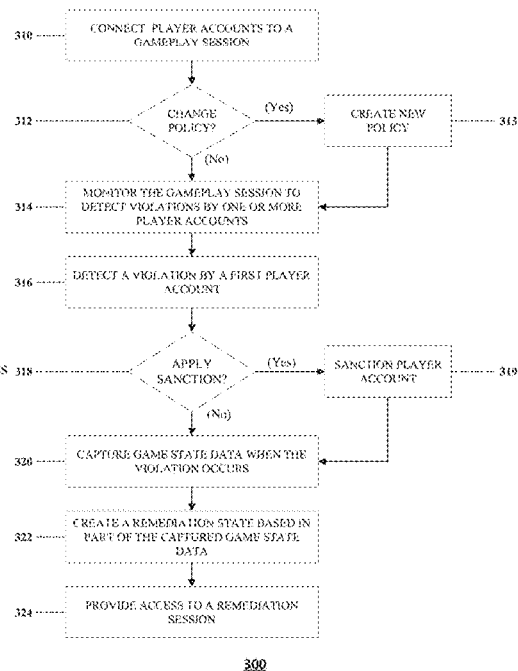 310
CONNECT PLAYER ACCOUNTS TO A
GAMEPLAY SESSION
312
CHANGE
POLICY?
(Yes)
CREATE NEW
POLICY
313
(No)
314
MONITOR THE GAMEPLAY SESSION TO
DETECT VIOLATIONS BY ONE OR MORE
PLAYER ACCOUNTS
316
DETECT A VIOLATION BY A FIRST PLAYER
ACCOUNT
S 318
APPLY
SANCTION?
(Yes)
SANCTION PLAYER
ACCOUNT
319
(No)
320
CAPTURE GAME STATE DATA WHEN THE
VIOLATION OCCURS
322
CREATE A REMEDIATION STATE BASED IN
PART OF THE CAPTURED GAME STATE
DATA
324
PROVIDE ACCESS TO A REMEDIATION
SESSION
300